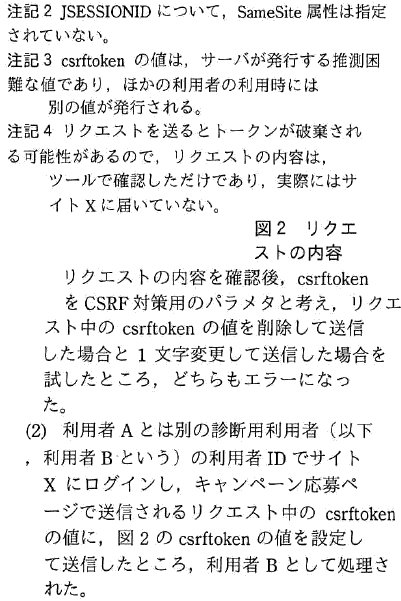 注記2 JSESSIONID について，SameSite 属性は指定
されていない。
注記3 csrftoken の値は，サーバが発行する推測困
難な値であり，ほかの利用者の利用時には
別の値が発行される。
注記4 リクエストを送るとトークンが破棄され
る可能性があるので，リクエストの内容は，
ツールで確認しただけであり，実際にはサ
イト X に届いていない。
図2 リクエ
ストの内容
リクエストの内容を確認後，csrftoken
を CSRF 対策用のパラメタと考え，リクエ
スト中の csrftoken の値を削除して送信
した場合と 1 文字変更して送信した場合を
試したところ，どちらもエラーになっ
た。
(2) 利用者 A とは別の診断用利用者（以下
，利用者 B という）の利用者 ID でサイト
X にログインし，キャンペーン応募ペ
ージで送信されるリクエスト中の csrftoken
の値に，図 2 の csrftoken の値を設定し
て送信したところ，利用者 B として処理さ
れた。